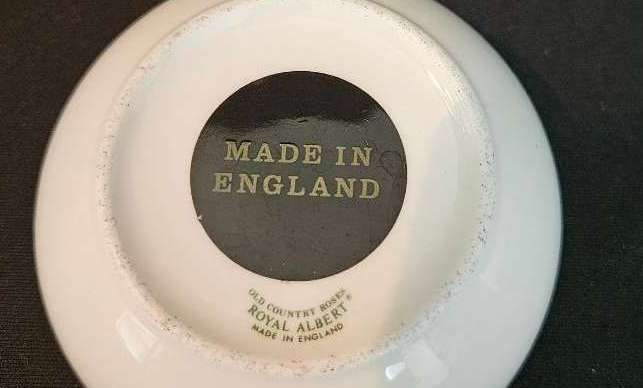 MADE IN
ENGLAND
OLD COUNTRY ROSES
ROYAL ALBERT®
MADE IN ENGLAND